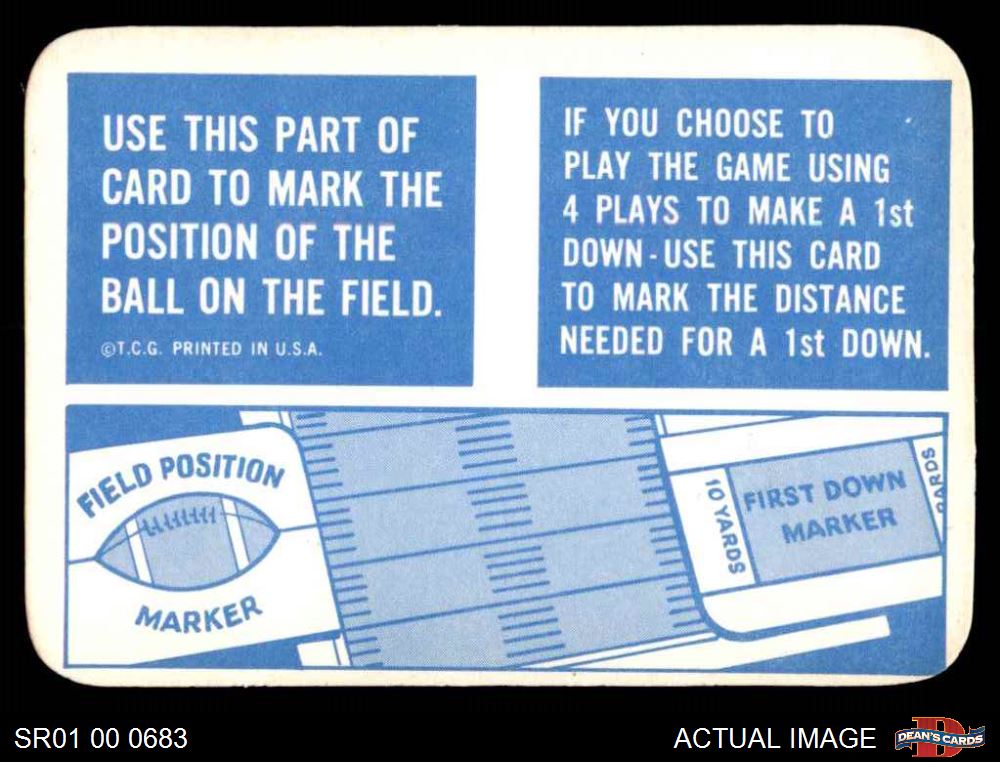 USE THIS PART OF
CARD TO MARK THE
POSITION OF THE
BALL ON THE FIELD.
©T.C.G. PRINTED IN U.S.A.
IF YOU CHOOSE TO
PLAY THE GAME USING
4 PLAYS TO MAKE A 1st
DOWN - USE THIS CARD
TO MARK THE DISTANCE
NEEDED FOR A 1st DOWN.
FIELD POSITION
MARKER
10 YARDS
FIRST DOWN
MARKER
YARDS
SR01 00 0683
ACTUAL IMAGE
DEAN'S CARDS